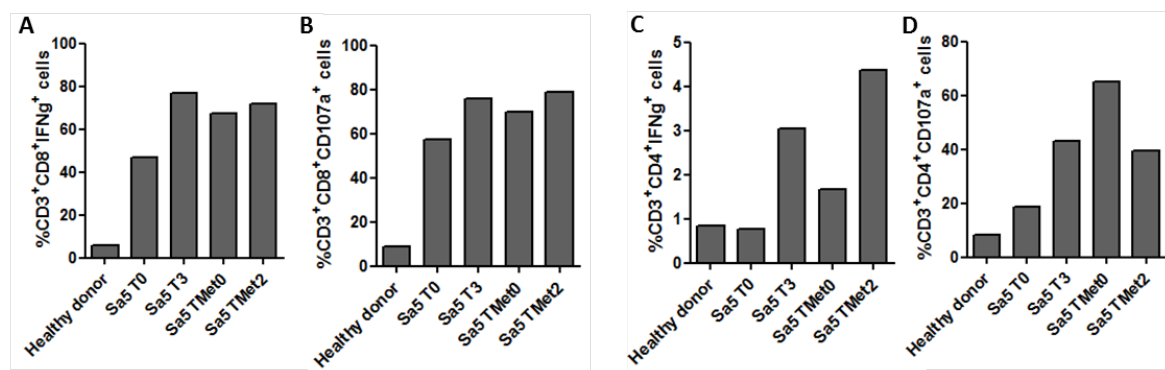 A
%CD3+CD8+IFNg+ cells
100
80
60
40
20
0
Healthy donor
Sa5 T0
Sa5 T3
Sa5 TMet0
Sa5 TMet2
B
%CD3+CD8+CD107a+ cells
100
80
60
40
20
0
Healthy donor
Sa5 T0
Sa5 T3
Sa5 TMet0
Sa5 TMet2
C
%CD3+CD4+IFNg+ cells
5
4
3
2
1
0
Healthy donor
Sa5 T0
Sa5 T3
Sa5 TMet0
Sa5 TMet2
D
%CD3+CD4+CD107a+ cells
80
60
40
20
0
Healthy donor
Sa5 T0
Sa5 T3
Sa5 TMet0
Sa5 TMet2